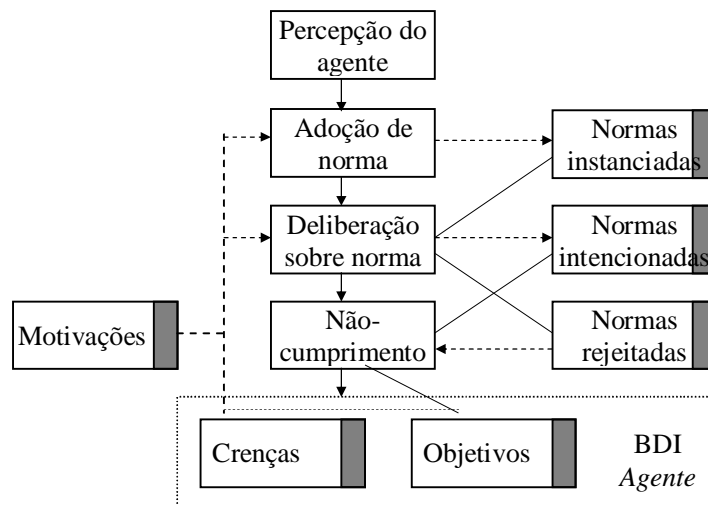 Percepção do
agente
Adoção de
norma
Normas
instanciadas
Deliberação
sobre norma
Normas
intencionadas
Motivações
Não-
cumprimento
Normas
rejeitadas
Crenças
Objetivos
BDI
Agente